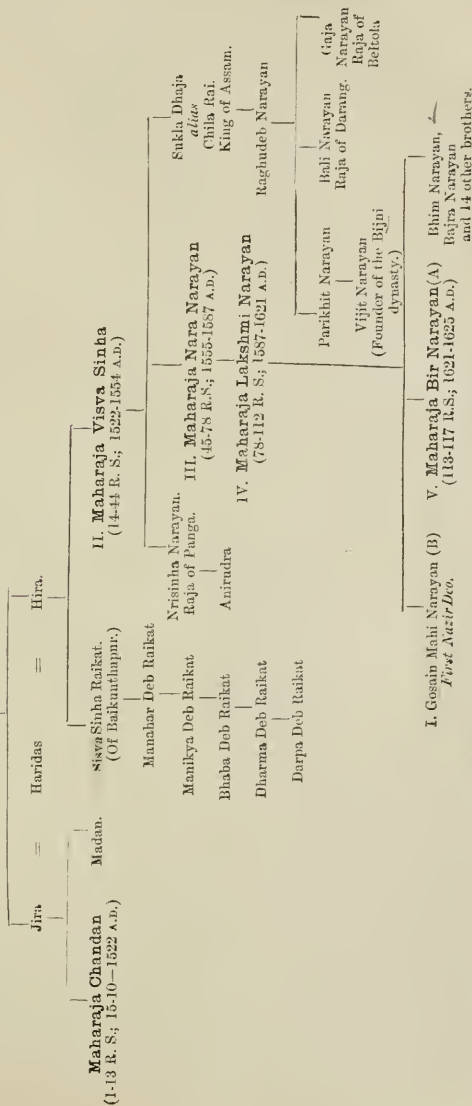 Jira = Haridas = Hira.
Maharaja Chandan
(1-13 R. S.; 15-10—1522 A.D.)
Madan.
Sisva Sinha Raikat.
(Of Baikunthapur.)
II. Maharaja Visva Sinha
(14-44 R. S.; 1522-1554 A.D.)
Manahar Deb Raikat
Manikya Deb Raikat
Bhaba Deb Raikat
Dharma Deb Raikat
Darpa Deb Raikat
Nrisinha Narayan.
Raja of Panga.
Anirudra
III. Maharaja Nara Narayan
(45-78 R.S.; 1555-1587 A.D.)
IV. Maharaja Lakshmi Narayan
(78-112 R. S.; 1587-1621 A.D.)
Sukla Dhaja
alias
Chila Rai.
King of Assam.
Raghudeb Narayan
Parikhit Narayan
Vijit Narayan
(Founder of the Bijni
dynasty.)
Bali Narayan
Raja of Darang.
Gaja
Narayan
Raja of
Beltola
I. Gosain Mahi Narayan (B)
First Nazir Deo.
V. Maharaja Bir Narayan (A)
(113-117 R.S; 1621-1625 A.D.)
Bhim Narayan,
Bajra Narayan
and 14 other brothers.